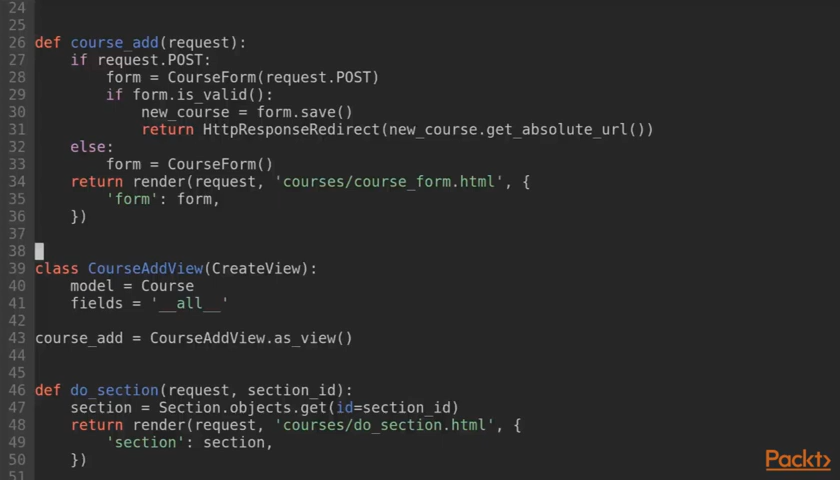 24
25
26 def course_add(request):
27     if request.POST:
28         form = CourseForm(request.POST)
29         if form.is_valid():
30             new_course = form.save()
31             return HttpResponseRedirect(new_course.get_absolute_url())
32     else:
33         form = CourseForm()
34     return render(request, 'courses/course_form.html', {
35         'form': form,
36     })
37
38
39 class CourseAddView(CreateView):
40     model = Course
41     fields = '__all__'
42
43 course_add = CourseAddView.as_view()
44
45
46 def do_section(request, section_id):
47     section = Section.objects.get(id=section_id)
48     return render(request, 'courses/do_section.html', {
49         'section': section,
50     })
51
Packt>